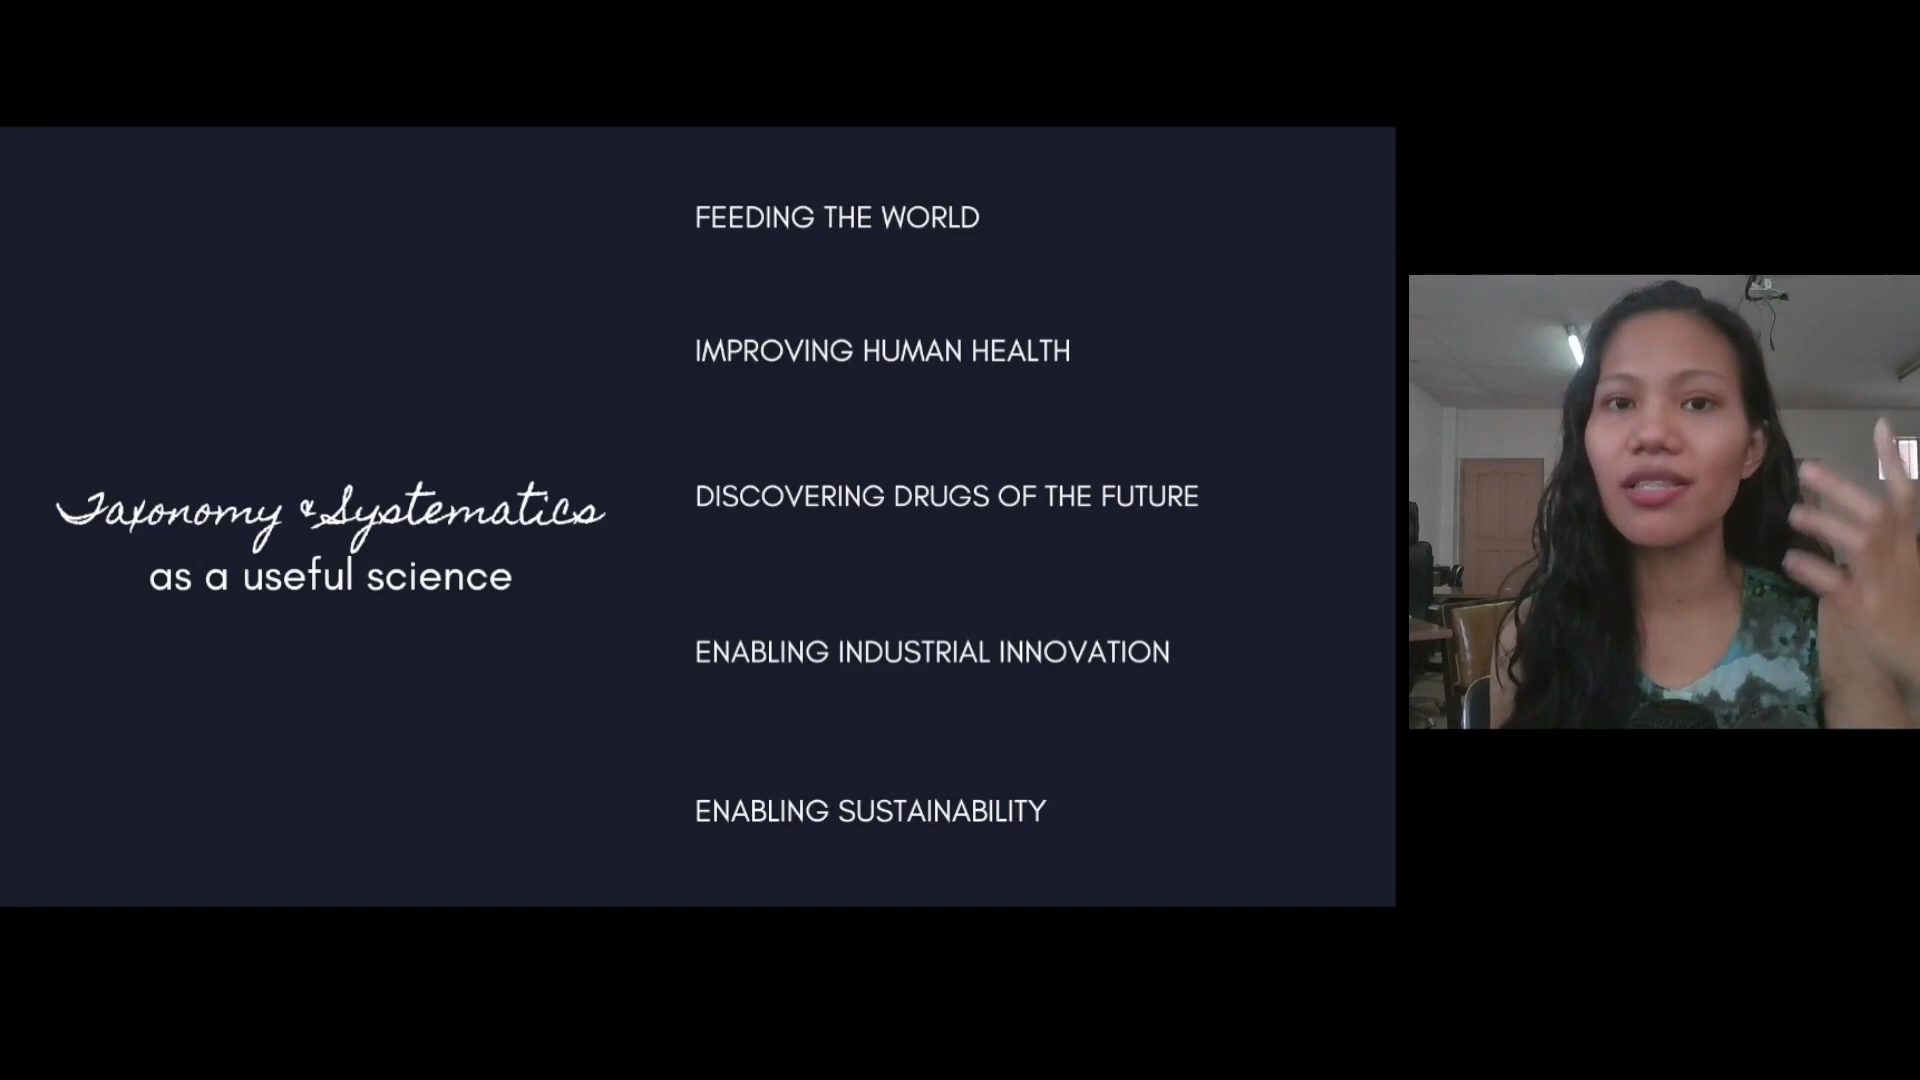 Taxonomy & Systematics
as a useful science
FEEDING THE WORLD
IMPROVING HUMAN HEALTH
DISCOVERING DRUGS OF THE FUTURE
ENABLING INDUSTRIAL INNOVATION
ENABLING SUSTAINABILITY